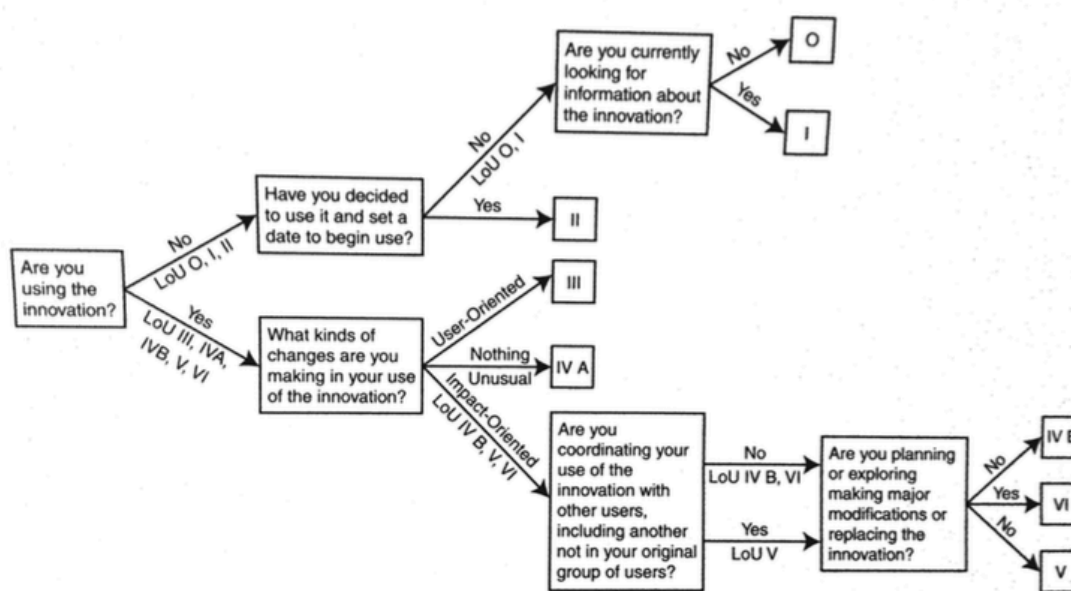 Are you
using the
innovation?
No
LoU O, I, II
Yes
LoU III, IVA,
IVB, V, VI
Have you decided
to use it and set a
date to begin use?
No
LoU O, I
Yes
II
Are you currently
looking for
information about
the innovation?
No
O
Yes
I
What kinds of
changes are you
making in your use
of the innovation?
User-Oriented
III
Nothing
Unusual
IV A
Impact-Oriented
LoU IV B, V, VI
Are you
coordinating your
use of the
innovation with
other users,
including another
not in your original
group of users?
No
LoU IV B, VI
Yes
LoU V
Are you planning
or exploring
making major
modifications or
replacing the
innovation?
No
IV B
Yes
VI
No
V